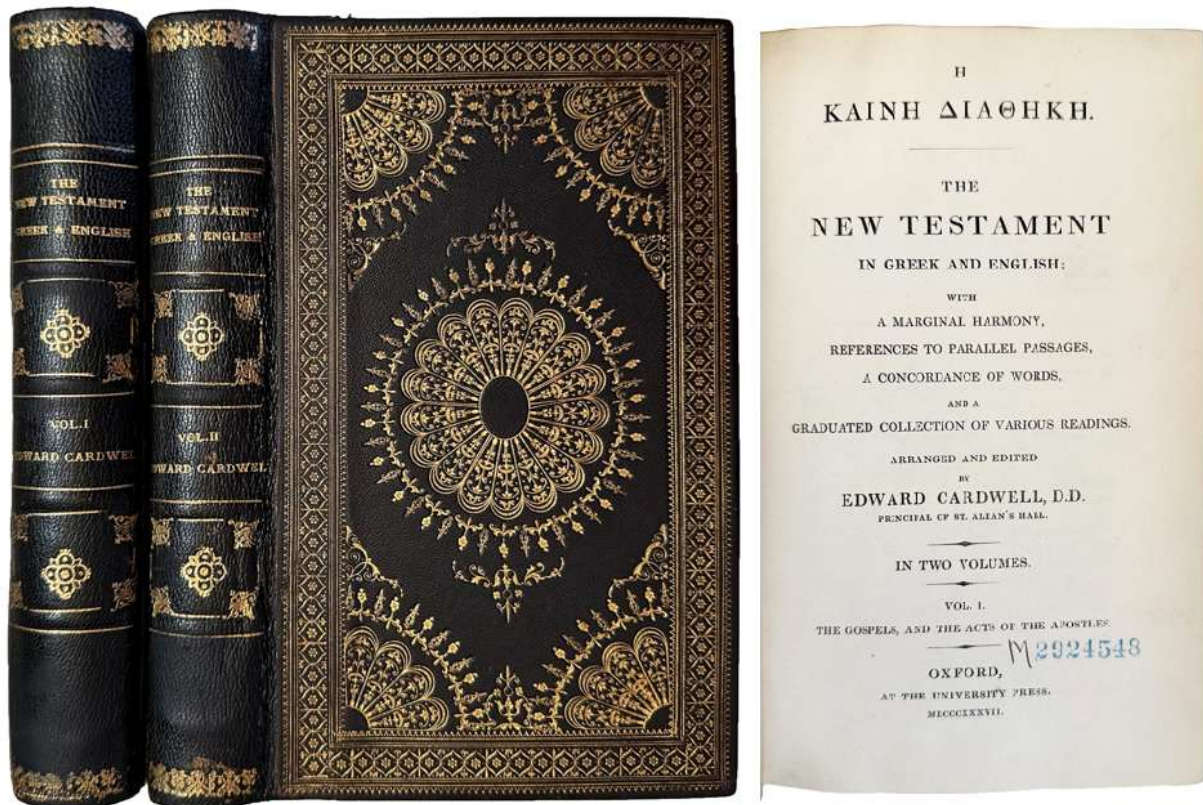 THE
NEW TESTAMENT
GREEK & ENGLISH
VOL.I
EDWARD CARDWEL
THE
NEW TESTAMENT
GREEK & ENGLISH
VOL.II
EDWARD CARDWEL
Η
ΚΑΙΝΗ ΔΙΑΘΗΚΗ.
THE
NEW TESTAMENT
IN GREEK AND ENGLISH:
WITH
A MARGINAL HARMONY,
REFERENCES TO PARALLEL PASSAGES,
A CONCORDANCE OF WORDS,
AND A
GRADUATED COLLECTION OF VARIOUS READINGS.
ARRANGED AND EDITED
BY
EDWARD CARDWELL, D.D.
PRINCIPAL OF ST. ALBAN'S HALL.
IN TWO VOLUMES.
VOL. I.
THE GOSPELS, AND THE ACTS OF THE APOSTLES.
M2924548
OXFORD,
AT THE UNIVERSITY PRESS.
MDCCCXXXVII.